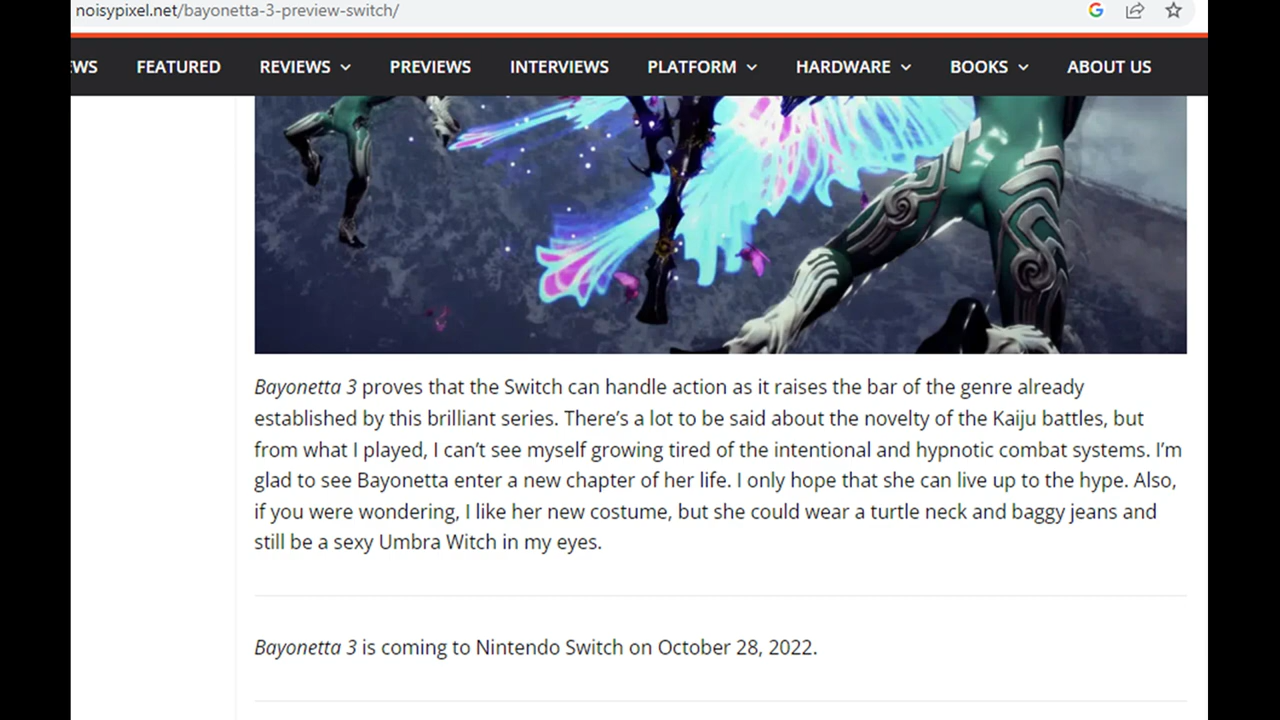 noisypixel.net/bayonetta-3-preview-switch/
EWS FEATURED REVIEWS PREVIEWS INTERVIEWS PLATFORM HARDWARE BOOKS ABOUT US
Bayonetta 3 proves that the Switch can handle action as it raises the bar of the genre already
established by this brilliant series. There’s a lot to be said about the novelty of the Kaiju battles, but
from what I played, I can’t see myself growing tired of the intentional and hypnotic combat systems. I’m
glad to see Bayonetta enter a new chapter of her life. I only hope that she can live up to the hype. Also,
if you were wondering, I like her new costume, but she could wear a turtle neck and baggy jeans and
still be a sexy Umbra Witch in my eyes.
Bayonetta 3 is coming to Nintendo Switch on October 28, 2022.